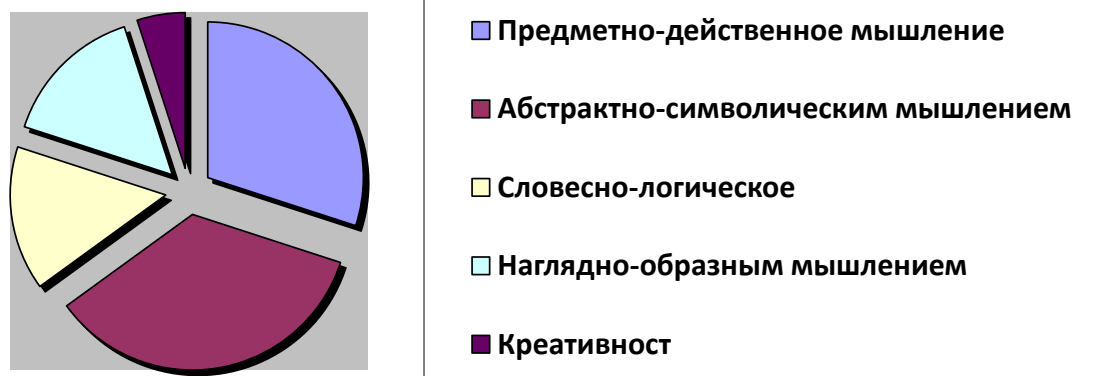 Предметно-действенное мышление
Абстрактно-символическим мышлением
Словесно-логическое
Наглядно-образным мышлением
Креативност